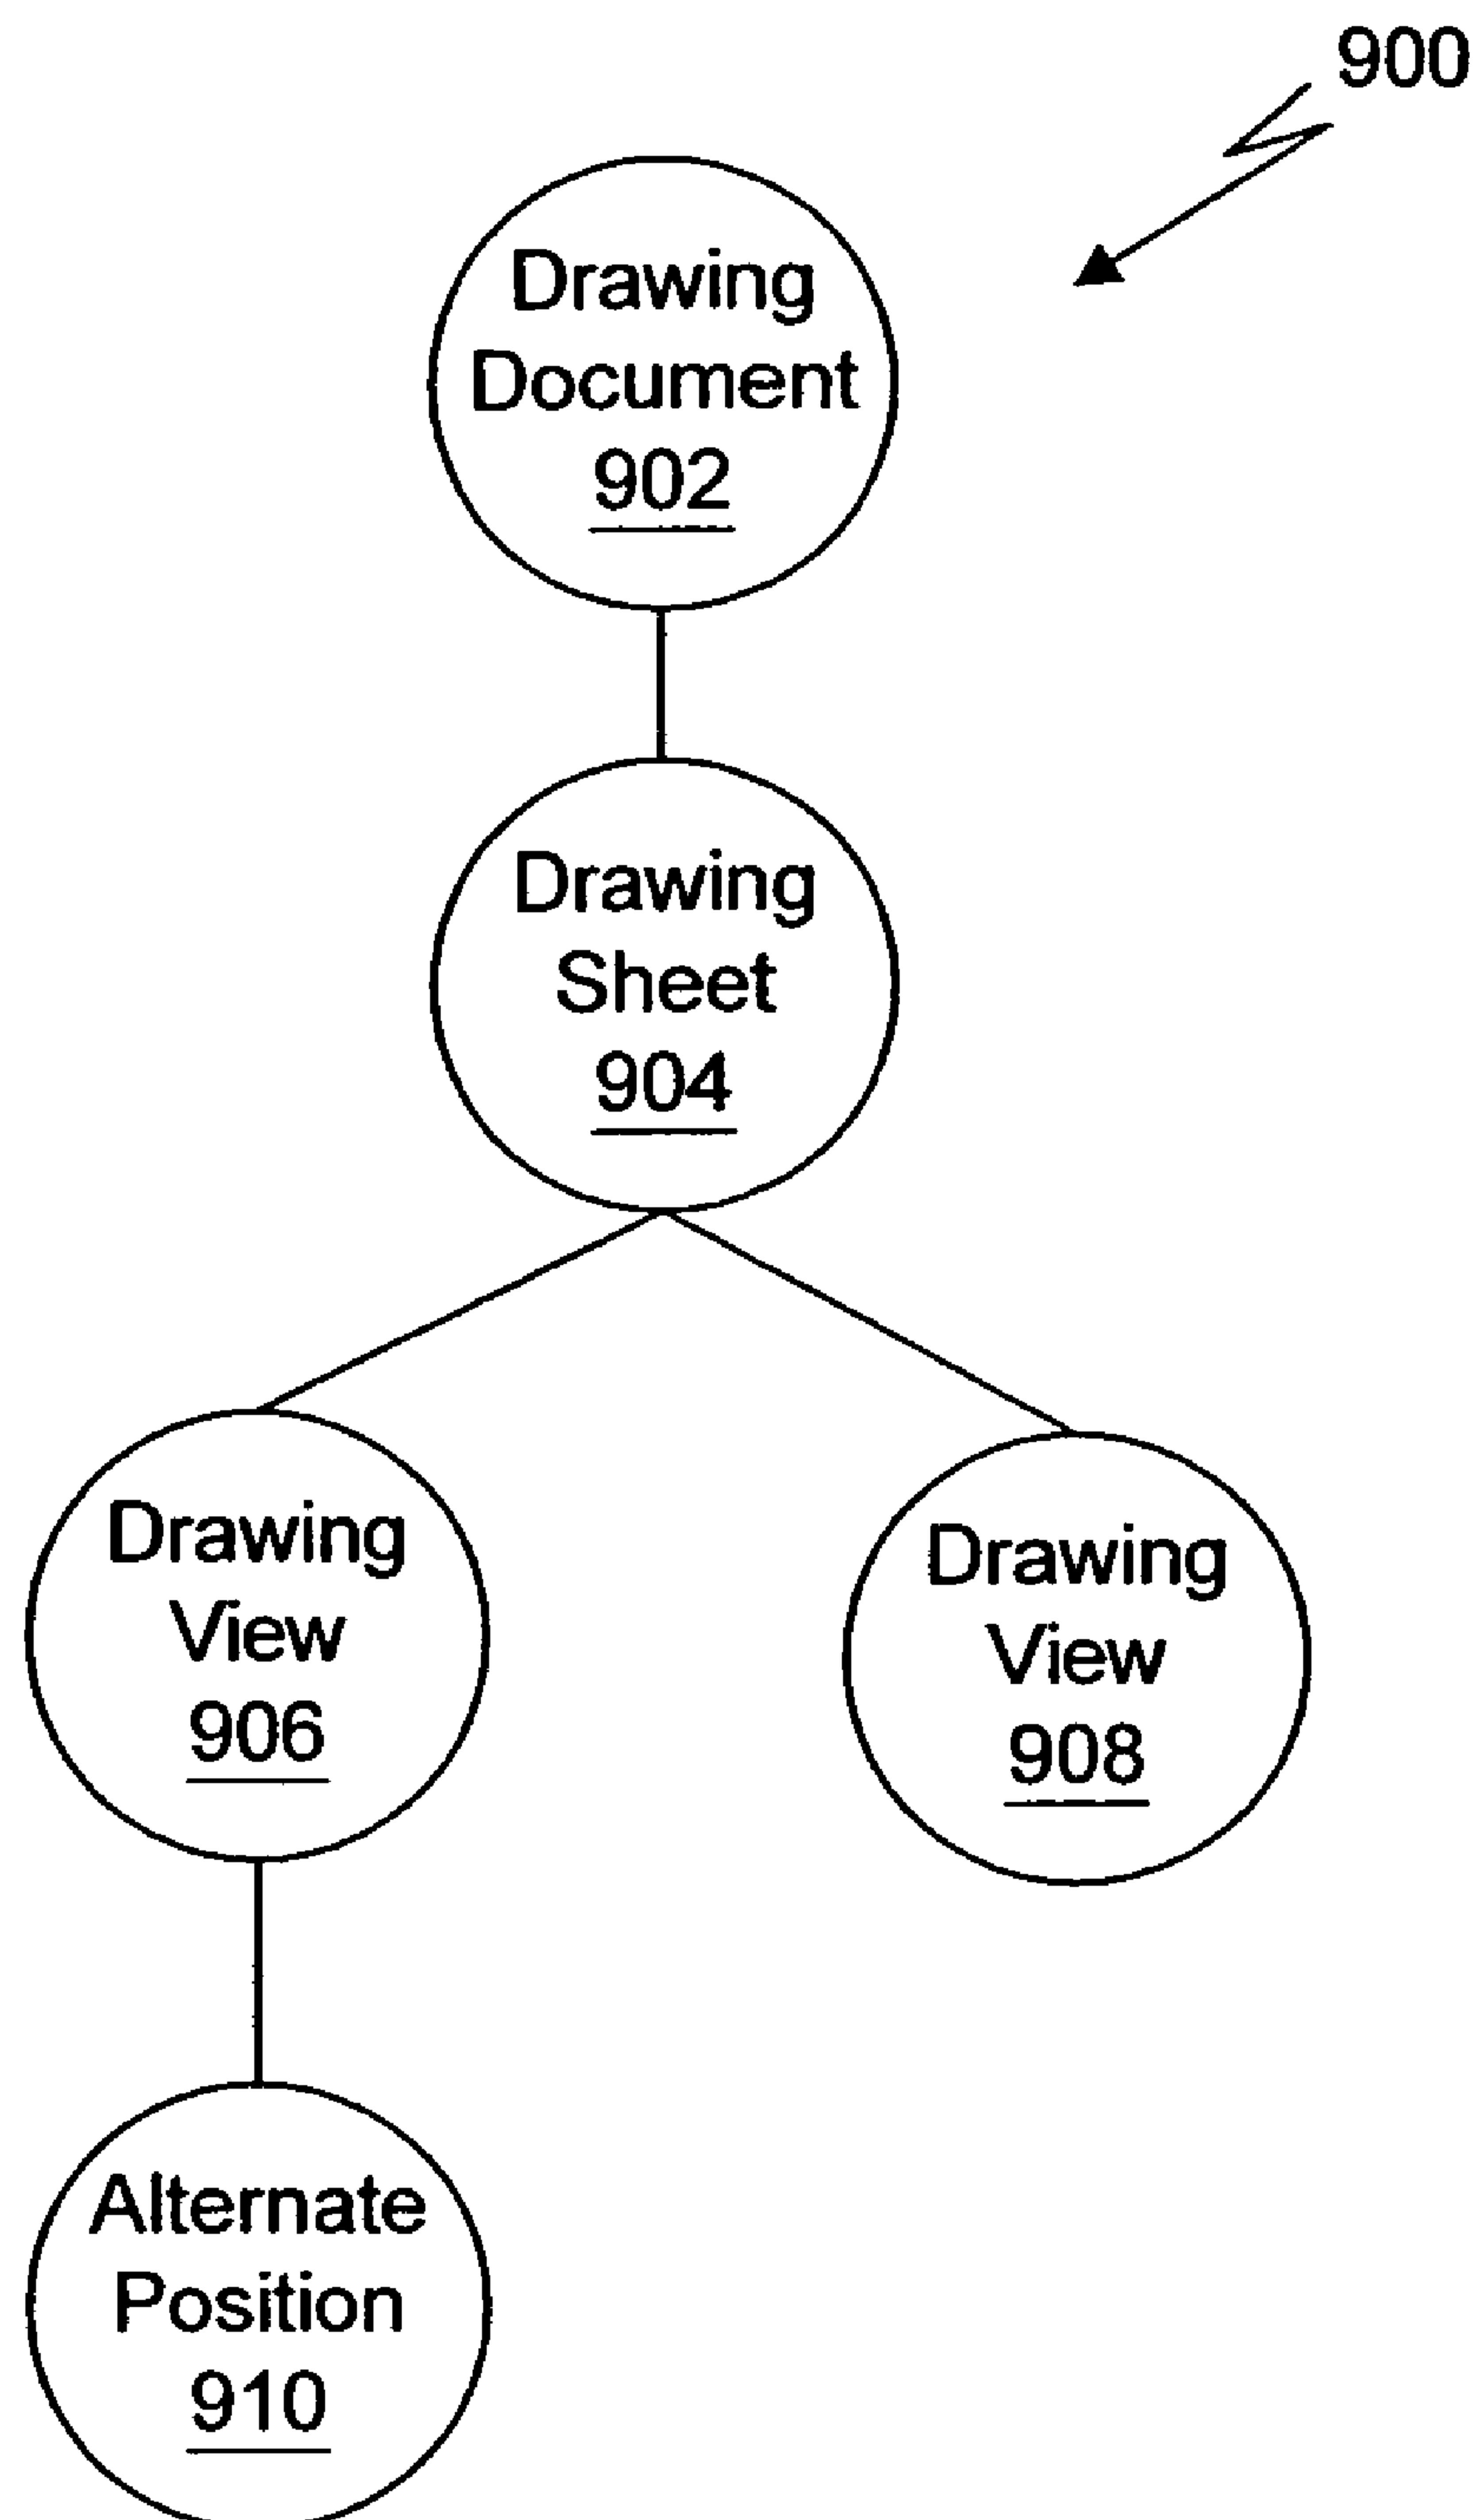 900
Drawing
Document
902
Drawing
Sheet
904
Drawing
View
906
Drawing
View
908
Alternate
Position
910